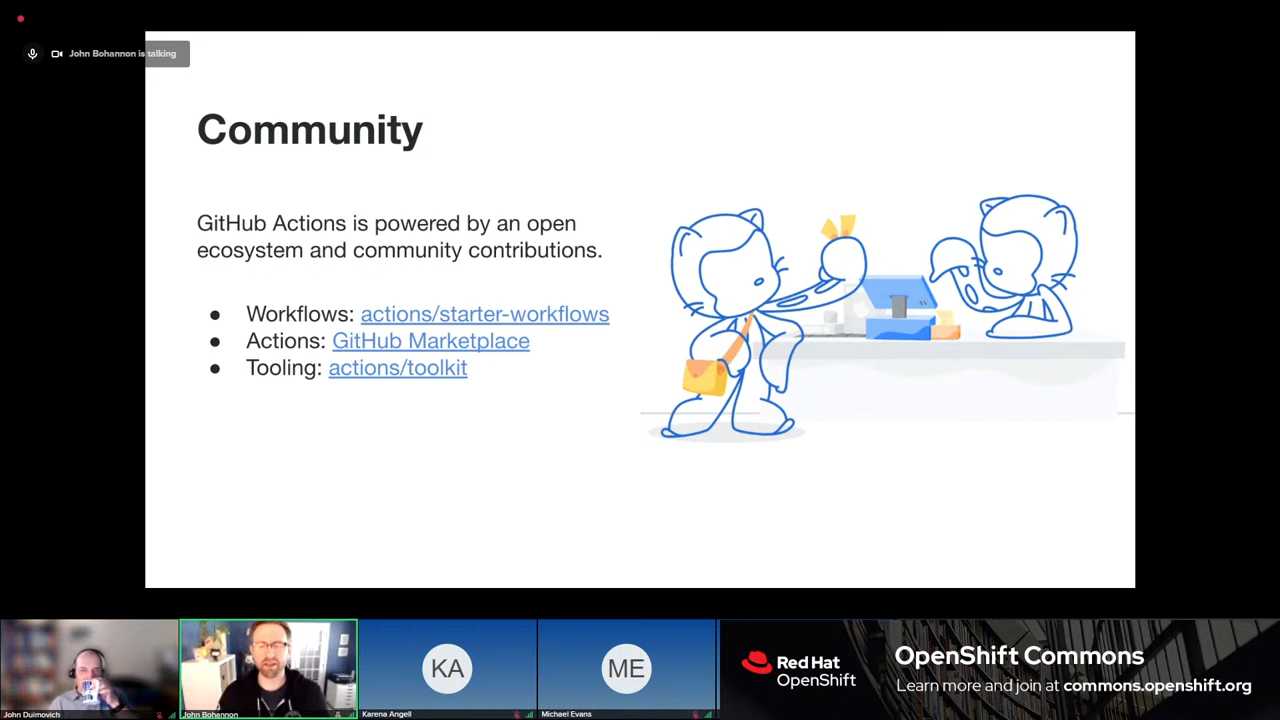 John Bohannon is talking
Community
GitHub Actions is powered by an open
ecosystem and community contributions.
● Workflows: actions/starter-workflows
● Actions: GitHub Marketplace
● Tooling: actions/toolkit
John Duimovich
John Bohannon
KA
Karena Angell
ME
Michael Evans
Red Hat
OpenShift
OpenShift Commons
Learn more and join at commons.openshift.org